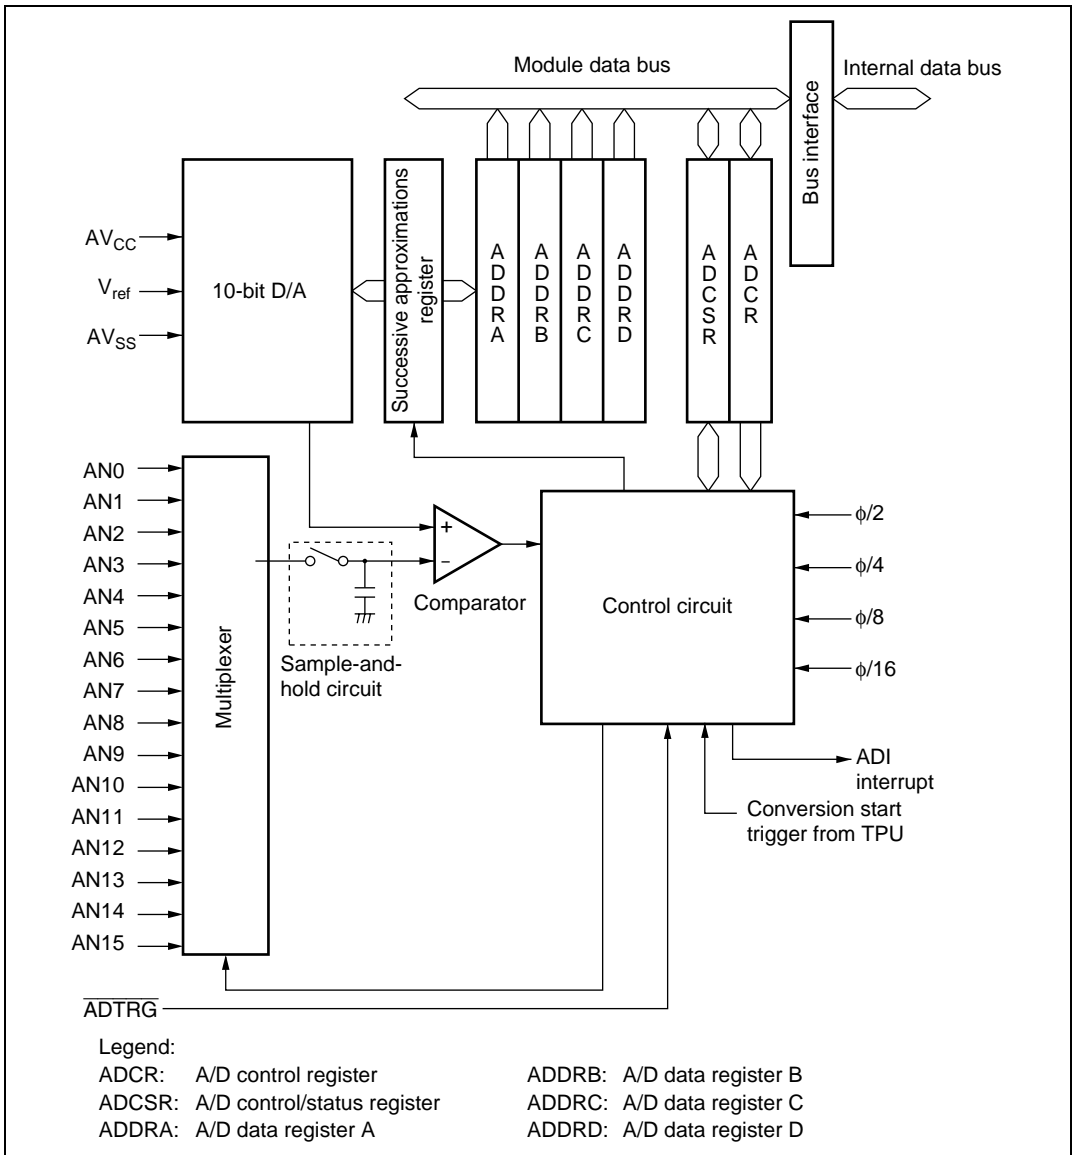 Module data bus
Internal data bus
Bus interface
AVCC
Vref
AVSS
10-bit D/A
Successive approximations
register
ADDRA
ADDRB
ADDRC
ADDRD
ADCSR
ADCR
AN0
AN1
AN2
AN3
AN4
AN5
AN6
AN7
AN8
AN9
AN10
AN11
AN12
AN13
AN14
AN15
Multiplexer
+
−
Comparator
Sample-and-
hold circuit
Control circuit
ϕ/2
ϕ/4
ϕ/8
ϕ/16
ADI
interrupt
Conversion start
trigger from TPU
ADTRG
Legend:
ADCR: A/D control register
ADCSR: A/D control/status register
ADDRA: A/D data register A
ADDRB: A/D data register B
ADDRC: A/D data register C
ADDRD: A/D data register D